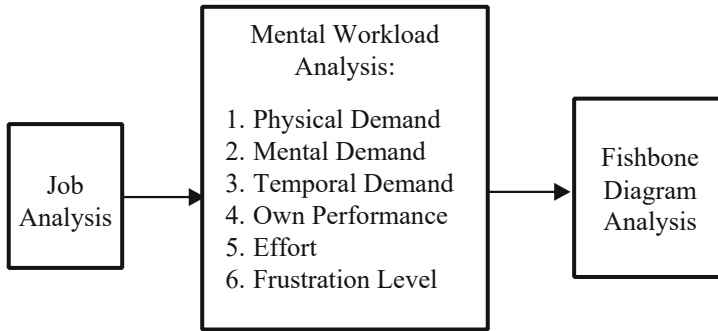 Job
Analysis
Mental Workload
Analysis:
1. Physical Demand
2. Mental Demand
3. Temporal Demand
4. Own Performance
5. Effort
6. Frustration Level
Fishbone
Diagram
Analysis